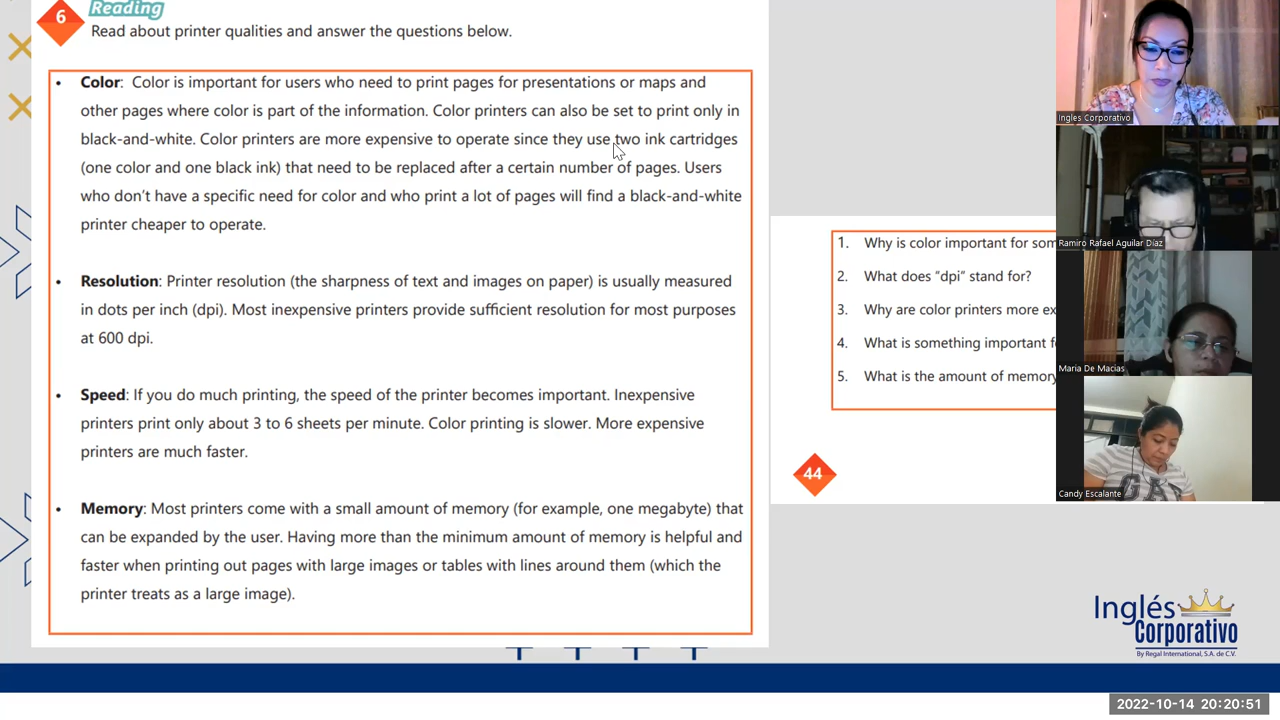 6
Reading
Read about printer qualities and answer the questions below.
• Color: Color is important for users who need to print pages for presentations or maps and
other pages where color is part of the information. Color printers can also be set to print only in
black-and-white. Color printers are more expensive to operate since they use two ink cartridges
(one color and one black ink) that need to be replaced after a certain number of pages. Users
who don't have a specific need for color and who print a lot of pages will find a black-and-white
printer cheaper to operate.
• Resolution: Printer resolution (the sharpness of text and images on paper) is usually measured
in dots per inch (dpi). Most inexpensive printers provide sufficient resolution for most purposes
at 600 dpi.
• Speed: If you do much printing, the speed of the printer becomes important. Inexpensive
printers print only about 3 to 6 sheets per minute. Color printing is slower. More expensive
printers are much faster.
• Memory: Most printers come with a small amount of memory (for example, one megabyte) that
can be expanded by the user. Having more than the minimum amount of memory is helpful and
faster when printing out pages with large images or tables with lines around them (which the
printer treats as a large image).
1. Why is color important for som
2. What does “dpi” stand for?
3. Why are color printers more ex
4. What is something important f
5. What is the amount of memory
44
Ingles Corporativo
Ramiro Rafael Aguilar Diaz
Maria De Macias
Candy Escalante
Inglés
Corporativo
By Regal International, S.A. de C.V.
2022-10-14 20:20:51